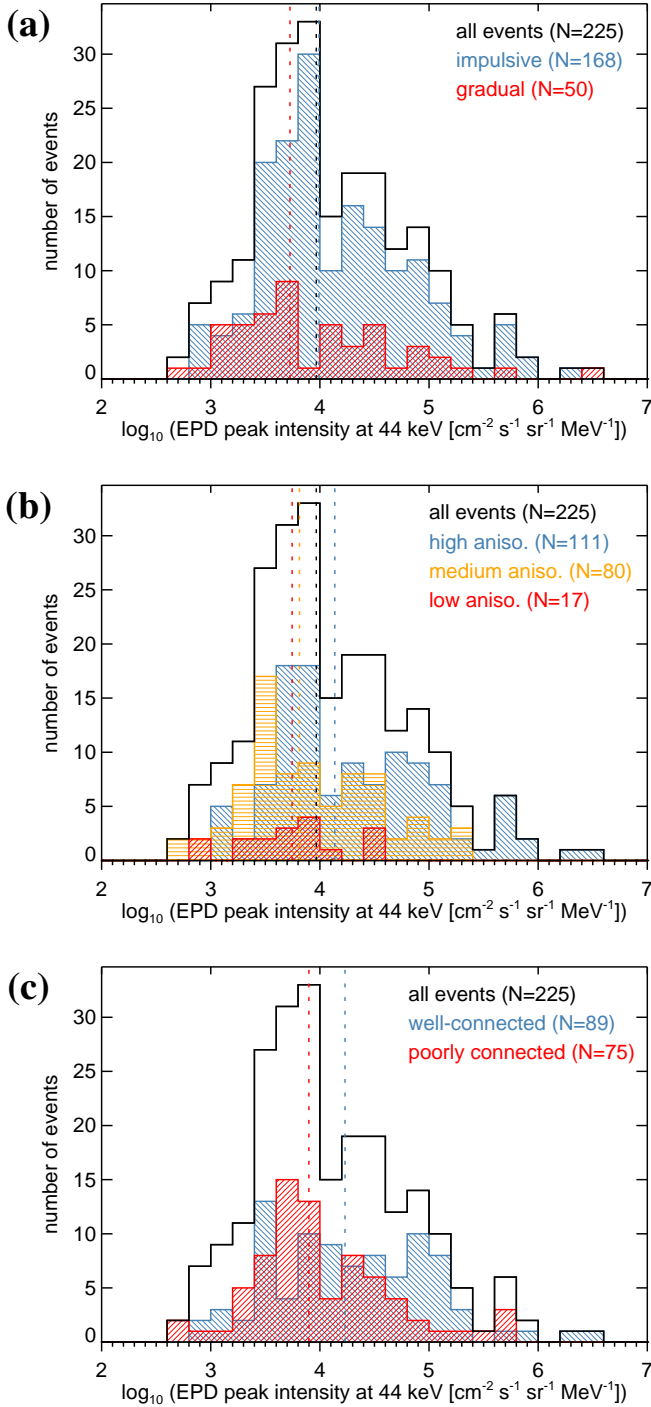 (a)
all events (N=225)
impulsive (N=168)
gradual (N=50)
number of events
30
25
20
15
10
5
0
2 3 4 5 6 7
log₁₀ (EPD peak intensity at 44 keV [cm⁻² s⁻¹ sr⁻¹ MeV⁻¹])
(b)
all events (N=225)
high aniso. (N=111)
medium aniso. (N=80)
low aniso. (N=17)
number of events
30
25
20
15
10
5
0
2 3 4 5 6 7
log₁₀ (EPD peak intensity at 44 keV [cm⁻² s⁻¹ sr⁻¹ MeV⁻¹])
(c)
all events (N=225)
well-connected (N=89)
poorly connected (N=75)
number of events
30
25
20
15
10
5
0
2 3 4 5 6 7
log₁₀ (EPD peak intensity at 44 keV [cm⁻² s⁻¹ sr⁻¹ MeV⁻¹])